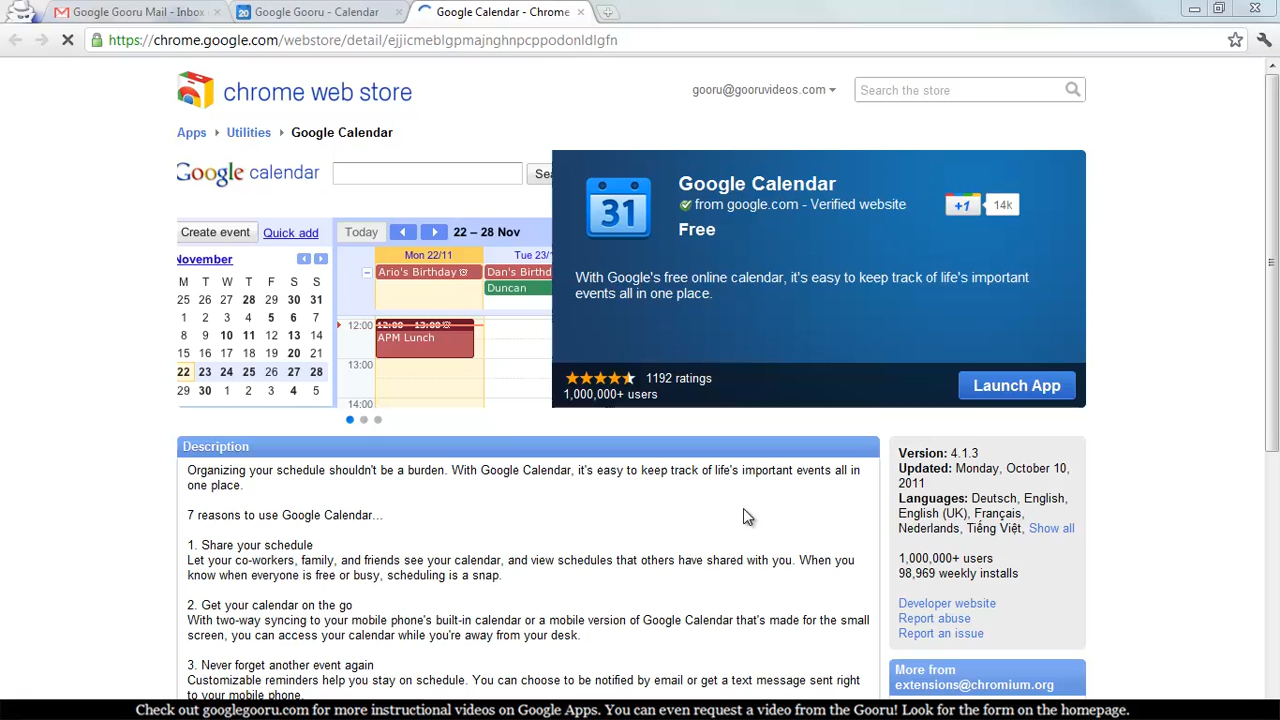 Google Gooru Mail - Inbox
20 Google Gooru - Calendar
Google Calendar - Chrome
https://chrome.google.com/webstore/detail/ejjicmeblgpmajnghnpcppodonldlgfn
chrome web store
gooru@gooruvideos.com
Search the store
Apps Utilities Google Calendar
Google calendar
Sea
Create event Quick add
Today 22 – 28 Nov
November
M T W T F S S
25 26 27 28 29 30 31
1 2 3 4 5 6 7
8 9 10 11 12 13 14
15 16 17 18 19 20 21
22 23 24 25 26 27 28
29 30 1 2 3 4 5
Mon 22/11 Tue 23/1
Ario's Birthday Dan's Birthd
Duncan
12:00 12:00 – 13:00
APM Lunch
13:00
14:00
31
Google Calendar
from google.com - Verified website
+1 14k
Free
With Google's free online calendar, it's easy to keep track of life's important
events all in one place.
1192 ratings
1,000,000+ users
Launch App
Description
Organizing your schedule shouldn't be a burden. With Google Calendar, it's easy to keep track of life's important events all in
one place.
7 reasons to use Google Calendar...
1. Share your schedule
Let your co-workers, family, and friends see your calendar, and view schedules that others have shared with you. When you
know when everyone is free or busy, scheduling is a snap.
2. Get your calendar on the go
With two-way syncing to your mobile phone's built-in calendar or a mobile version of Google Calendar that's made for the small
screen, you can access your calendar while you're away from your desk.
3. Never forget another event again
Customizable reminders help you stay on schedule. You can choose to be notified by email or get a text message sent right
to your mobile phone.
Version: 4.1.3
Updated: Monday, October 10,
2011
Languages: Deutsch, English,
English (UK), Français,
Nederlands, Tiếng Việt, Show all
1,000,000+ users
98,969 weekly installs
Developer website
Report abuse
Report an issue
More from
extensions@chromium.org
Check out googlegooru.com for more instructional videos on Google Apps. You can even request a video from the Gooru! Look for the form on the homepage.